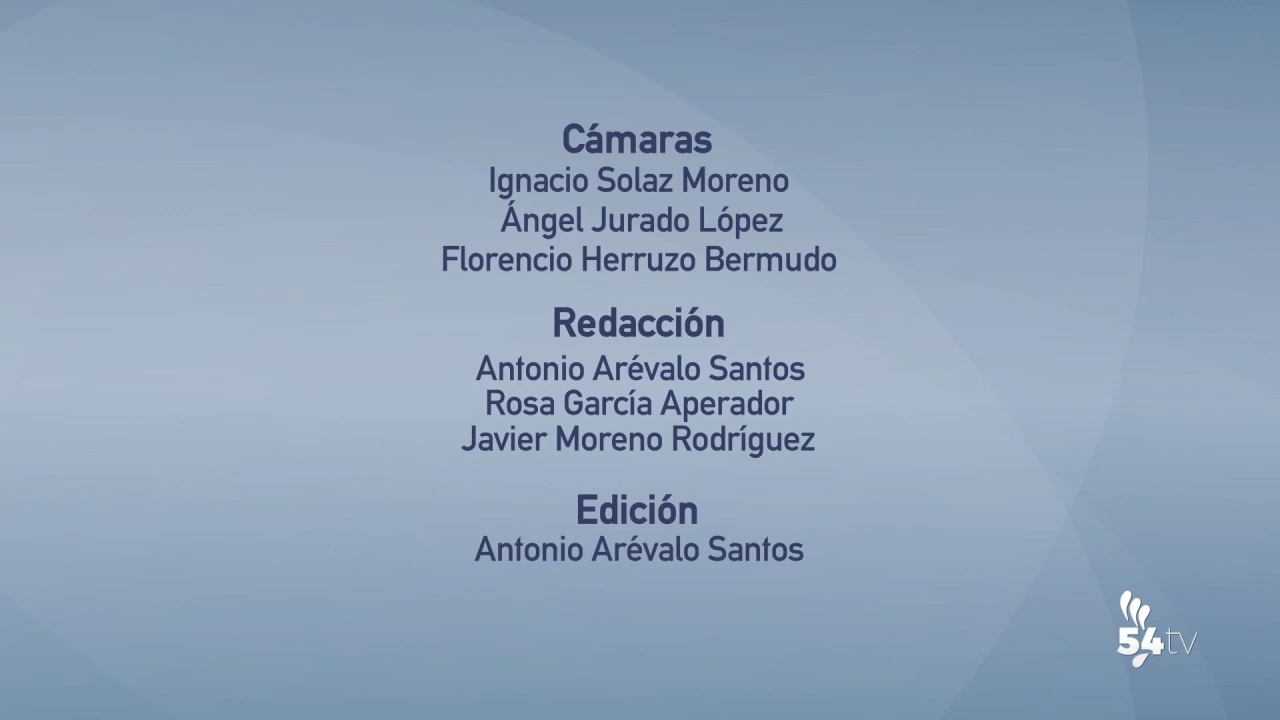 Cámaras
Ignacio Solaz Moreno
Ángel Jurado López
Florencio Herruzo Bermudo
Redacción
Antonio Arévalo Santos
Rosa García Aperador
Javier Moreno Rodríguez
Edición
Antonio Arévalo Santos
54tv